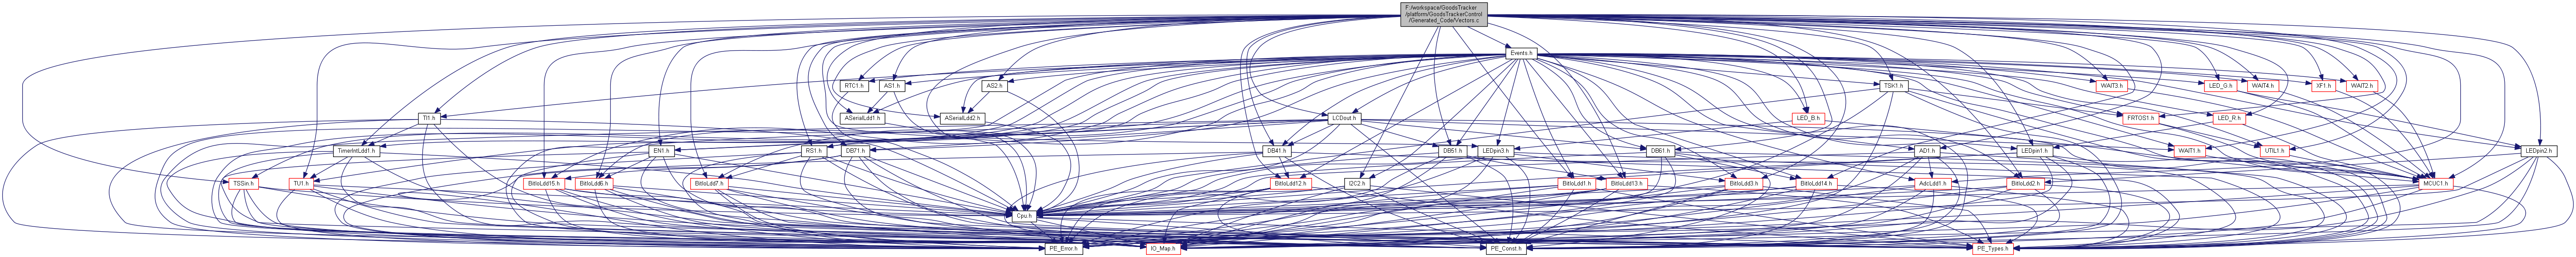 F:/workspace/GoodsTracker
/platform/GoodsTrackerControl
/Generated_Code/Vectors.c
Events.h
RTC1.h
AS1.h
AS2.h
TSK1.h
WAIT3.h
LED_G.h
WAIT4.h
XF1.h
WAIT2.h
TI1.h
ASerialLdd1.h
ASerialLdd2.h
LCDout.h
LED_B.h
FRTOS1.h
LED_R.h
TimerIntLdd1.h
EN1.h
RS1.h
DB71.h
DB41.h
DB51.h
LEDpin3.h
DB61.h
AD1.h
LEDpin1.h
WAIT1.h
UTIL1.h
LEDpin2.h
TSSin.h
TU1.h
BitIoLdd15.h
BitIoLdd6.h
BitIoLdd7.h
BitIoLdd12.h
I2C2.h
BitIoLdd1.h
BitIoLdd13.h
BitIoLdd3.h
BitIoLdd14.h
AdcLdd1.h
BitIoLdd2.h
MCUC1.h
Cpu.h
PE_Error.h
IO_Map.h
PE_Const.h
PE_Types.h